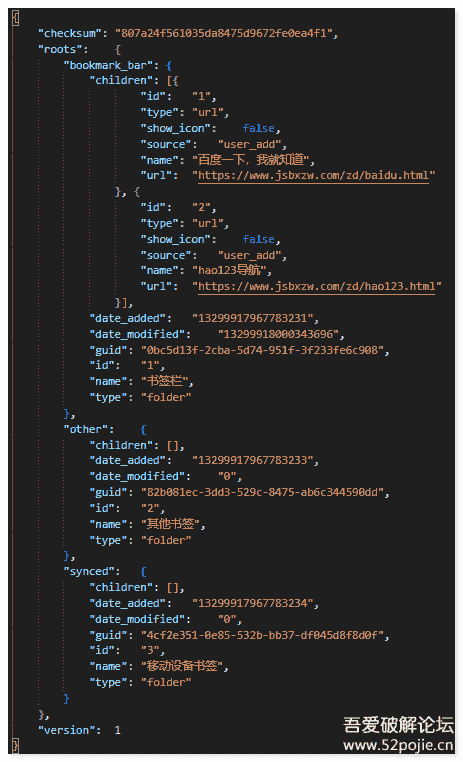 {
"checksum": "807a24f561035da8475d9672fe0ea4f1",
"roots": {
"bookmark_bar": {
"children": [{
"id": "1",
"type": "url",
"show_icon": false,
"source": "user_add",
"name": "百度一下，我就知道",
"url": "https://www.jsbxzw.com/zd/baidu.html"
}, {
"id": "2",
"type": "url",
"show_icon": false,
"source": "user_add",
"name": "hao123导航",
"url": "https://www.jsbxzw.com/zd/hao123.html"
}],
"date_added": "13299917967783231",
"date_modified": "13299918000343696",
"guid": "0bc5d13f-2cba-5d74-951f-3f233fe6c908",
"id": "1",
"name": "书签栏",
"type": "folder"
},
"other": {
"children": [],
"date_added": "13299917967783233",
"date_modified": "0",
"guid": "82b081ec-3dd3-529c-8475-ab6c344590dd",
"id": "2",
"name": "其他书签",
"type": "folder"
},
"synced": {
"children": [],
"date_added": "13299917967783234",
"date_modified": "0",
"guid": "4cf2e351-0e85-532b-bb37-df045d8f8d0f",
"id": "3",
"name": "移动设备书签",
"type": "folder"
}
},
"version": 1
}
吾爱破解论坛
www.52pojie.cn